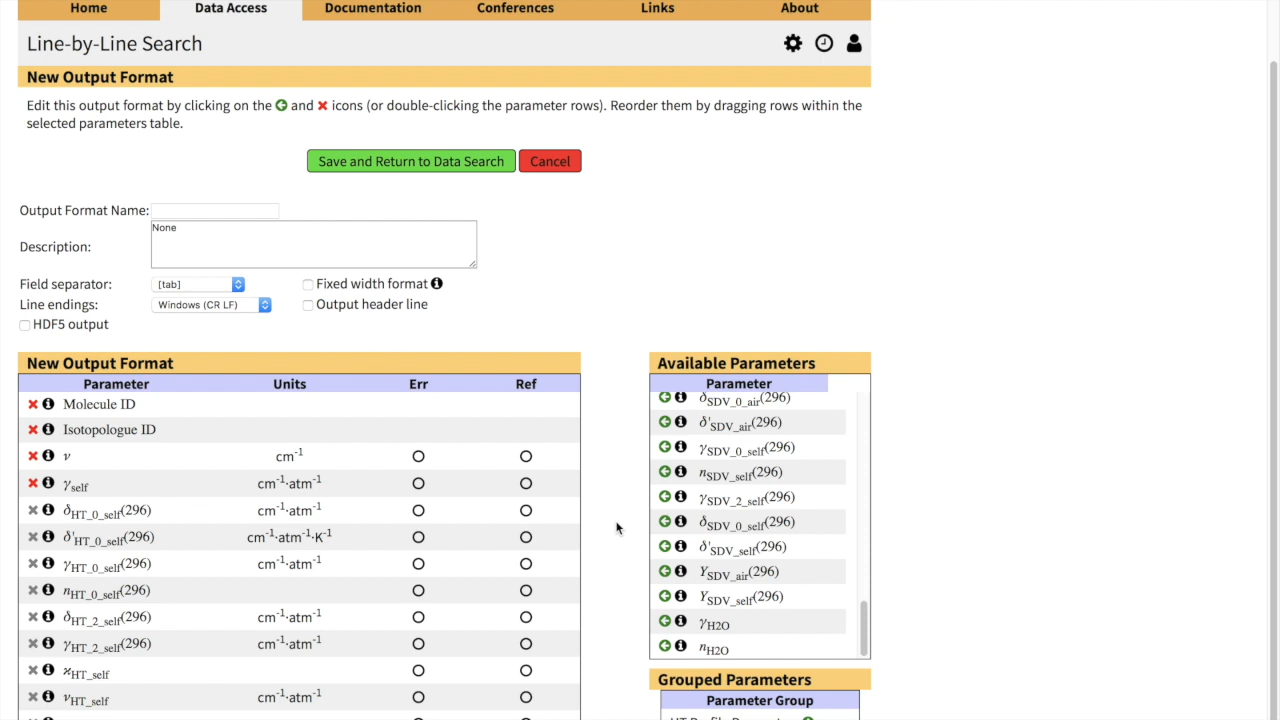 Home Data Access Documentation Conferences Links About
Line-by-Line Search
New Output Format
Edit this output format by clicking on the and icons (or double-clicking the parameter rows). Reorder them by dragging rows within the
selected parameters table.
Save and Return to Data Search Cancel
Output Format Name:
None
Description:
Field separator: [tab] Fixed width format
Line endings: Windows (CR LF) Output header line
HDF5 output
New Output Format
Parameter Units Err Ref
Molecule ID
Isotopologue ID
ν cm-1
γself cm-1·atm-1
δHT_0_self(296) cm-1·atm-1
δ'HT_0_self(296) cm-1·atm-1·K-1
γHT_0_self(296) cm-1·atm-1
nHT_0_self(296)
δHT_2_self(296) cm-1·atm-1
γHT_2_self(296) cm-1·atm-1
ϰHT_self
νHT_self cm-1·atm-1
Available Parameters
Parameter
δSDV_0_air(296)
δ'SDV_air(296)
γSDV_0_self(296)
nSDV_self(296)
γSDV_2_self(296)
δSDV_0_self(296)
δ'SDV_self(296)
YSDV_air(296)
YSDV_self(296)
γH2O
nH2O
Grouped Parameters
Parameter Group